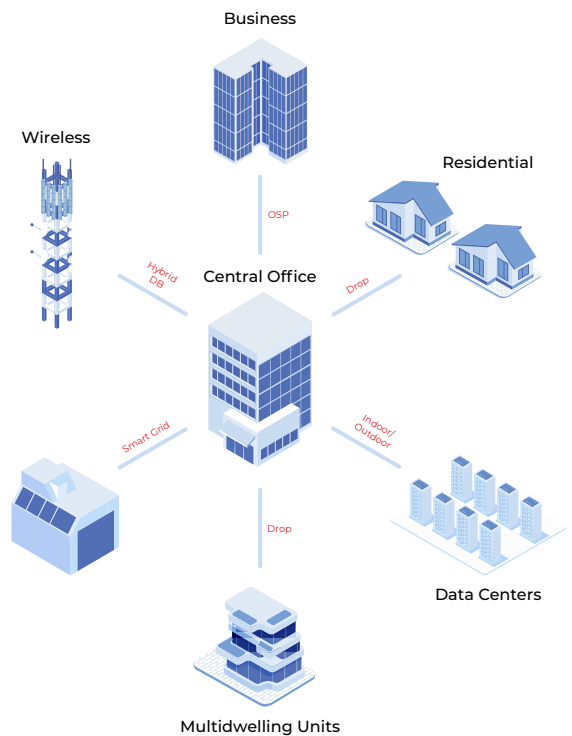 Business
Wireless
Residential
OSP
Hybrid
DB
Central Office
Drop
Smart Grid
Indoor/
Outdoor
Drop
Data Centers
Multidwelling Units